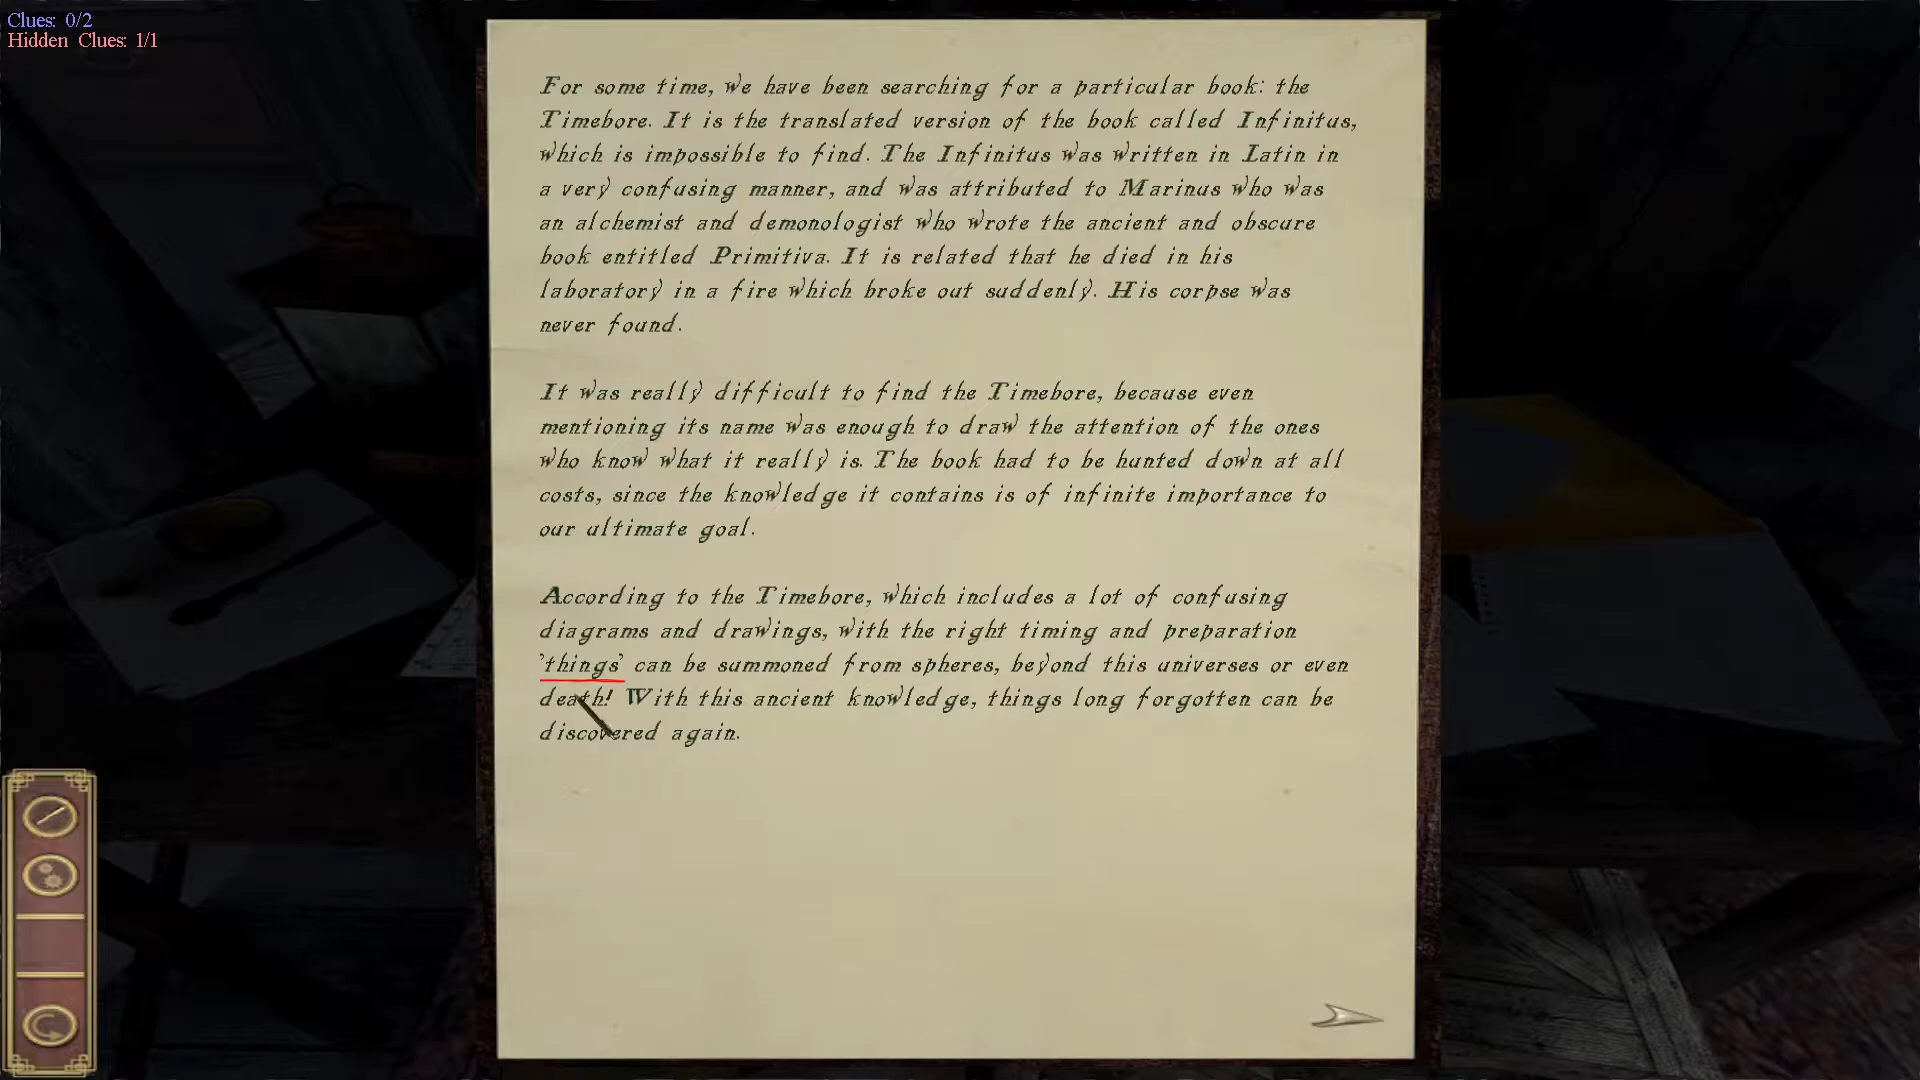 Clues: 0/2
Hidden Clues: 1/1
For some time, we have been searching for a particular book: the
Timebore. It is the translated version of the book called Infinitus,
which is impossible to find. The Infinitus was written in Latin in
a very confusing manner, and was attributed to Marinus who was
an alchemist and demonologist who wrote the ancient and obscure
book entitled Primitiva. It is related that he died in his
laboratory in a fire which broke out suddenly. His corpse was
never found.
It was really difficult to find the Timebore, because even
mentioning its name was enough to draw the attention of the ones
who know what it really is. The book had to be hunted down at all
costs, since the knowledge it contains is of infinite importance to
our ultimate goal.
According to the Timebore, which includes a lot of confusing
diagrams and drawings, with the right timing and preparation
'things' can be summoned from spheres, beyond this universes or even
death! With this ancient knowledge, things long forgotten can be
discovered again.